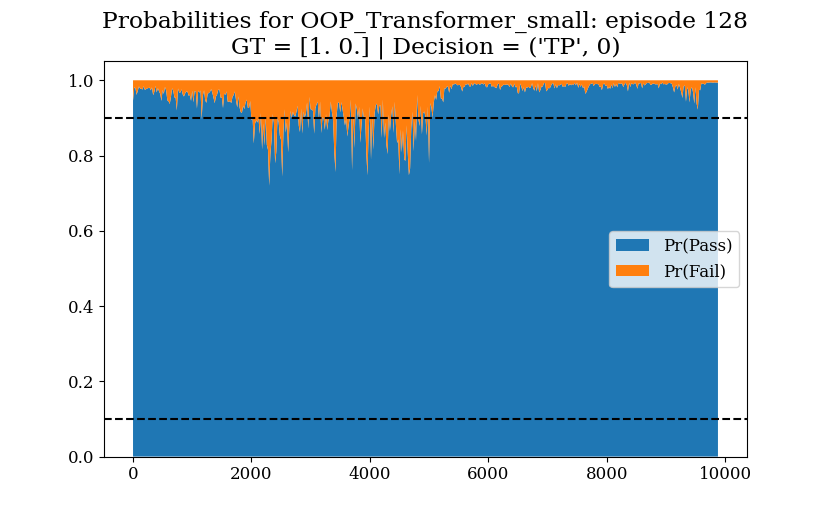 Probabilities for OOP_Transformer_small: episode 128
GT = [1. 0.] | Decision = ('TP', 0)
1.0
0.8
0.6
0.4
0.2
0.0
Pr(Pass)
Pr(Fail)
0 2000 4000 6000 8000 10000